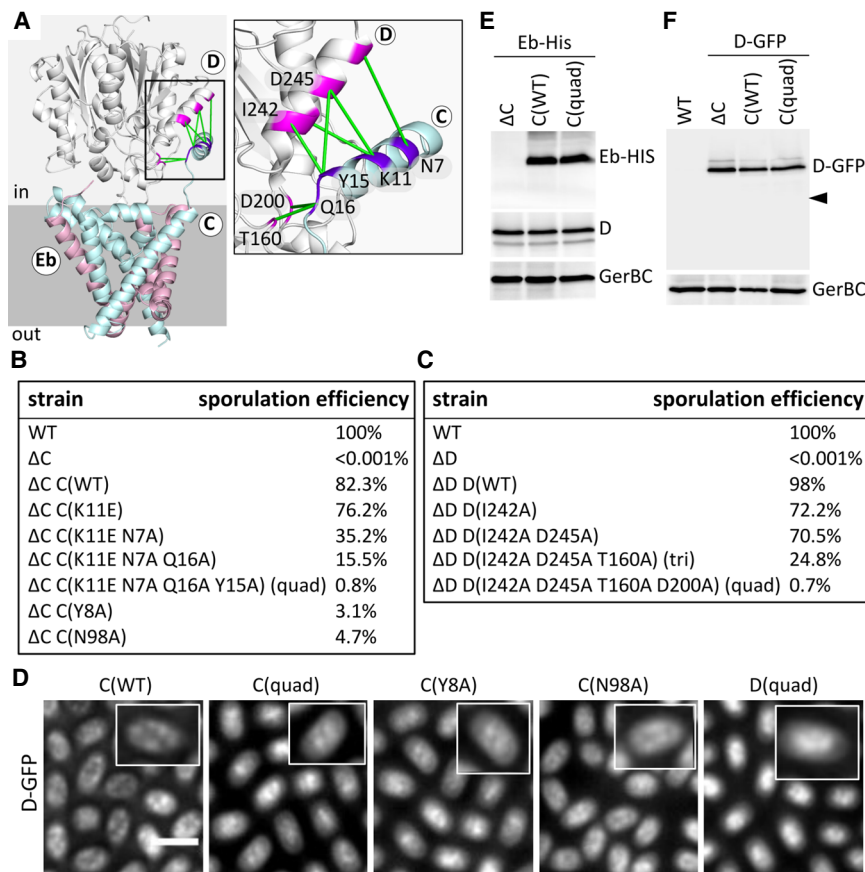 A
D
in
C
Eb
out
D
D245
I242
C
Y15
K11
N7
D200
Q16
T160
E
Eb-His
ΔC
C(WT)
C(quad)
Eb-HIS
D
GerBC
F
D-GFP
WT
ΔC
C(WT)
C(quad)
D-GFP
GerBC
B
strain sporulation efficiency
WT 100%
ΔC <0.001%
ΔC C(WT) 82.3%
ΔC C(K11E) 76.2%
ΔC C(K11E N7A) 35.2%
ΔC C(K11E N7A Q16A) 15.5%
ΔC C(K11E N7A Q16A Y15A) (quad) 0.8%
ΔC C(Y8A) 3.1%
ΔC C(N98A) 4.7%
C
strain sporulation efficiency
WT 100%
ΔD <0.001%
ΔD D(WT) 98%
ΔD D(I242A) 72.2%
ΔD D(I242A D245A) 70.5%
ΔD D(I242A D245A T160A) (tri) 24.8%
ΔD D(I242A D245A T160A D200A) (quad) 0.7%
D
C(WT) C(quad) C(Y8A) C(N98A) D(quad)
D-GFP